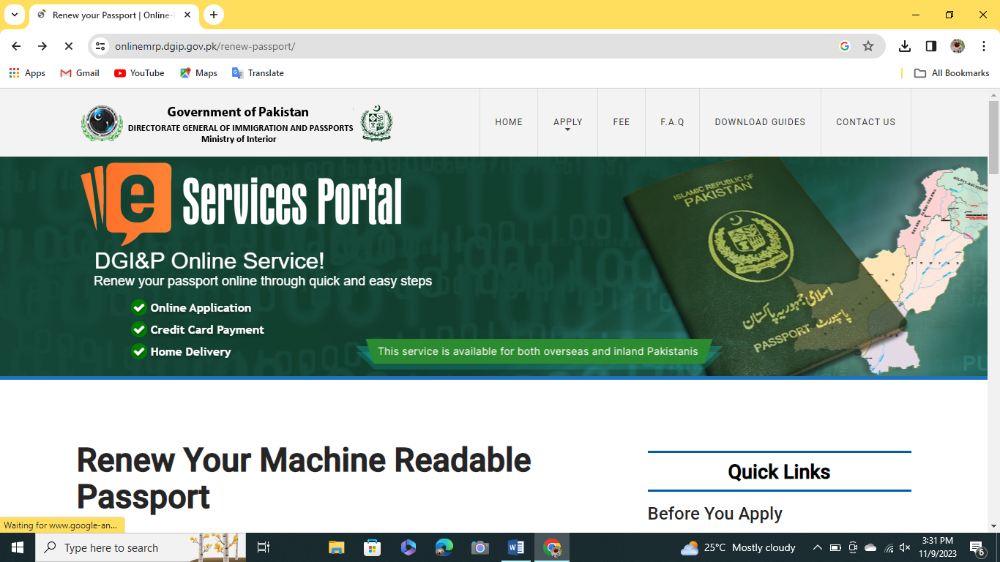 Renew your Passport | Online-
onlinemrp.dgip.gov.pk/renew-passport/
Apps
Gmail
YouTube
Maps
Translate
All Bookmarks
Government of Pakistan
DIRECTORATE GENERAL OF IMMIGRATION AND PASSPORTS
Ministry of Interior
HOME
APPLY
FEE
F.A.Q
DOWNLOAD GUIDES
CONTACT US
e Services Portal
DGI&P Online Service!
Renew your passport online through quick and easy steps
Online Application
Credit Card Payment
Home Delivery
This service is available for both overseas and inland Pakistanis
ISLAMIC REPUBLIC OF
PAKISTAN
اسلامی جمہوریہ پاکستان
پاسپورٹ PASSPORT
PUNJAB
Renew Your Machine Readable
Passport
Quick Links
Before You Apply
Waiting for www.google-an...
Type here to search
25°C Mostly cloudy
3:31 PM
11/9/2023
6